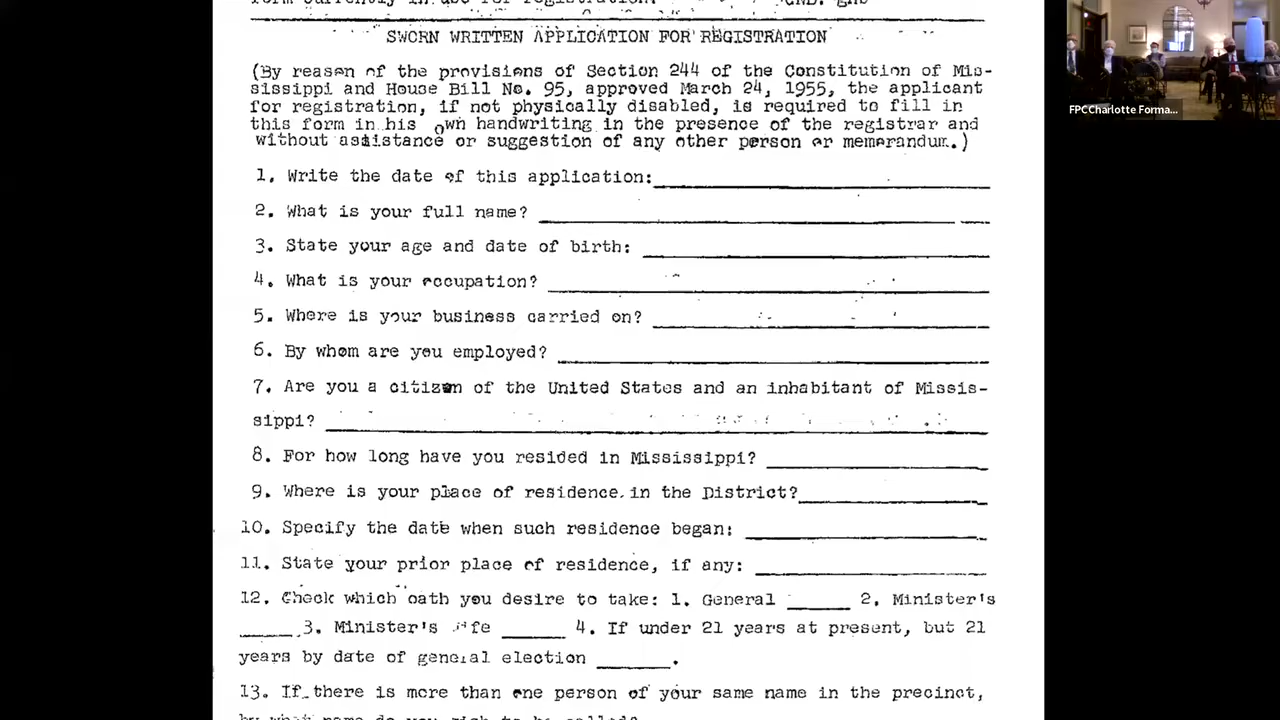 SWORN WRITTEN APPLICATION FOR REGISTRATION
(By reason of the provisions of Section 244 of the Constitution of Mis-
sissippi and House Bill No. 95, approved March 24, 1955, the applicant
for registration, if not physically disabled, is required to fill in
this form in his own handwriting in the presence of the registrar and
without assistance or suggestion of any other person or memorandum.)
1. Write the date of this application:
2. What is your full name?
3. State your age and date of birth:
4. What is your occupation?
5. Where is your business carried on?
6. By whom are you employed?
7. Are you a citizen of the United States and an inhabitant of Missis-
sippi?
8. For how long have you resided in Mississippi?
9. Where is your place of residence in the District?
10. Specify the date when such residence began:
11. State your prior place of residence, if any:
12. Check which oath you desire to take: 1. General 2. Minister's
3. Minister's 4. If under 21 years at present, but 21
years by date of general election .
13. If there is more than one person of your same name in the precinct,
FPCCharlotte Forma...